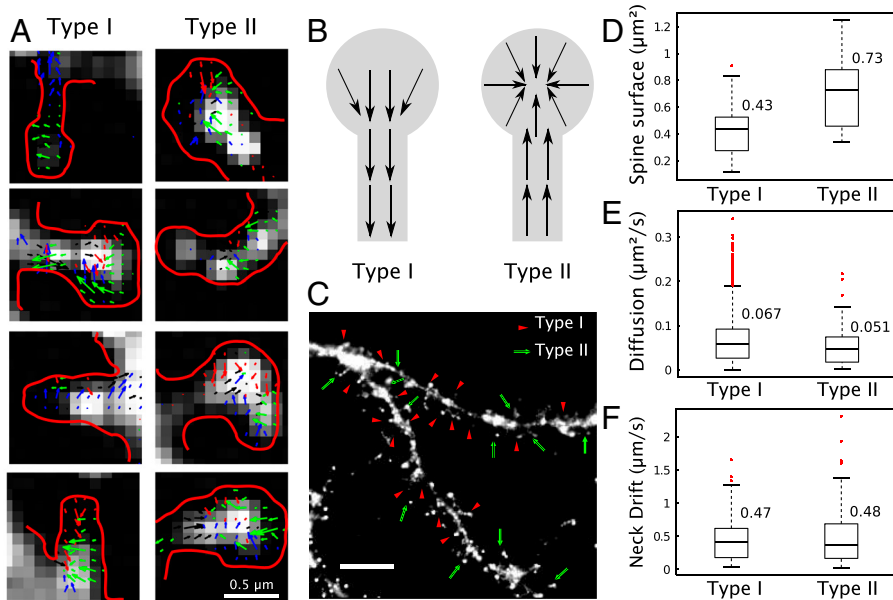 A
Type I
Type II
0.5 µm
B
Type I
Type II
C
Type I
Type II
D
Spine surface (µm²)
1.2
1
0.8
0.6
0.4
0.2
0.43
0.73
Type I
Type II
E
Diffusion (µm²/s)
0.3
0.2
0.1
0
0.067
0.051
Type I
Type II
F
Neck Drift (µm/s)
2
1.5
1
0.5
0
0.47
0.48
Type I
Type II